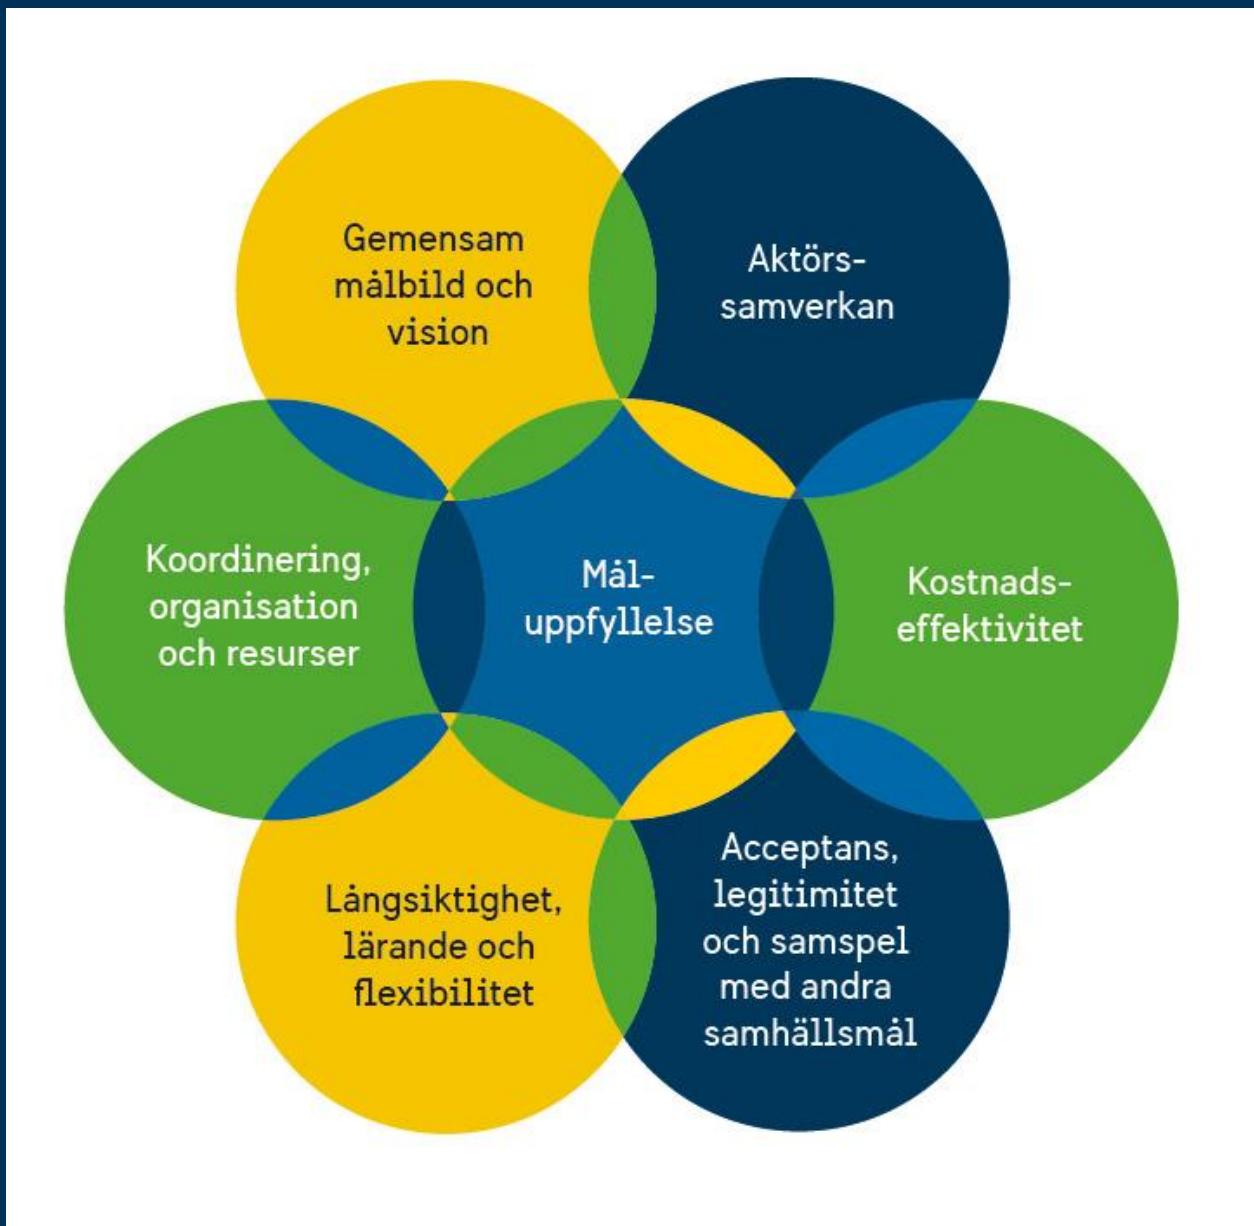 Gemensam
målbild och
vision
Aktörs-
samverkan
Koordinering,
organisation
och resurser
Mål-
uppfyllelse
Kostnads-
effektivitet
Långsiktighet,
lärande och
flexibilitet
Acceptans,
legitimitet
och samspel
med andra
samhällsmål